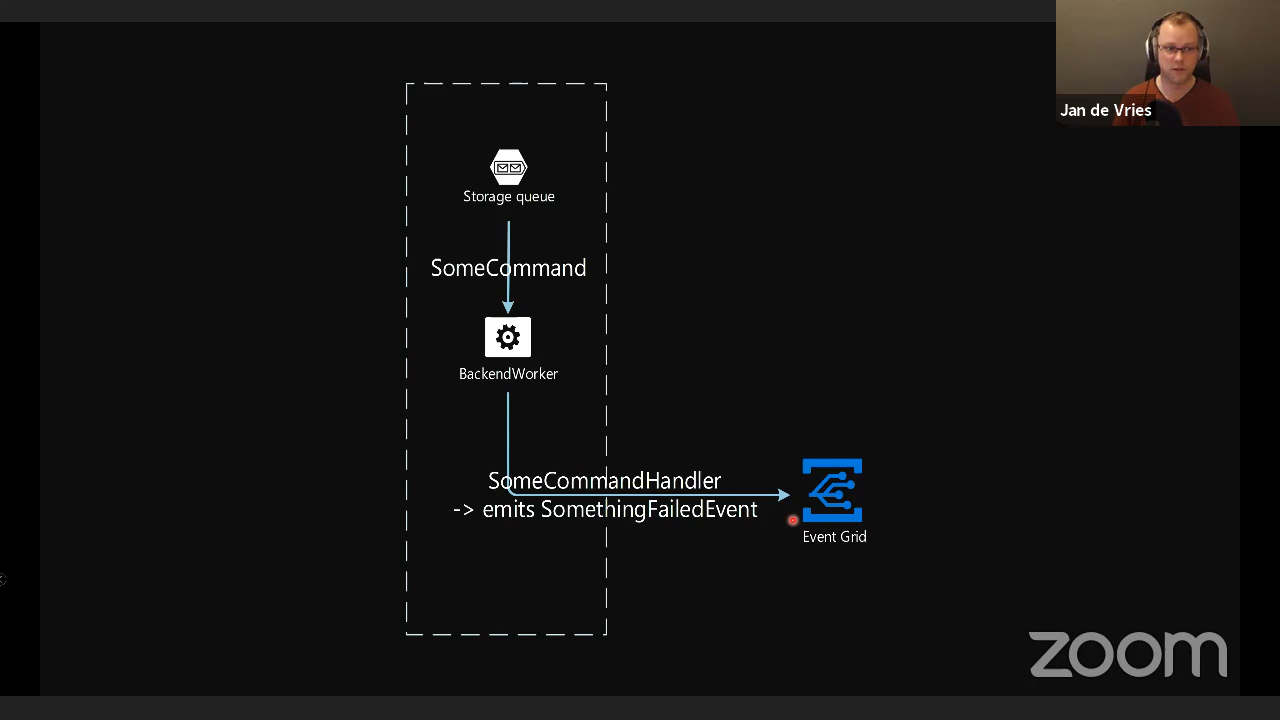 Jan de Vries
Storage queue
SomeCommand
BackendWorker
SomeCommandHandler
-> emits SomethingFailedEvent
Event Grid
zoom